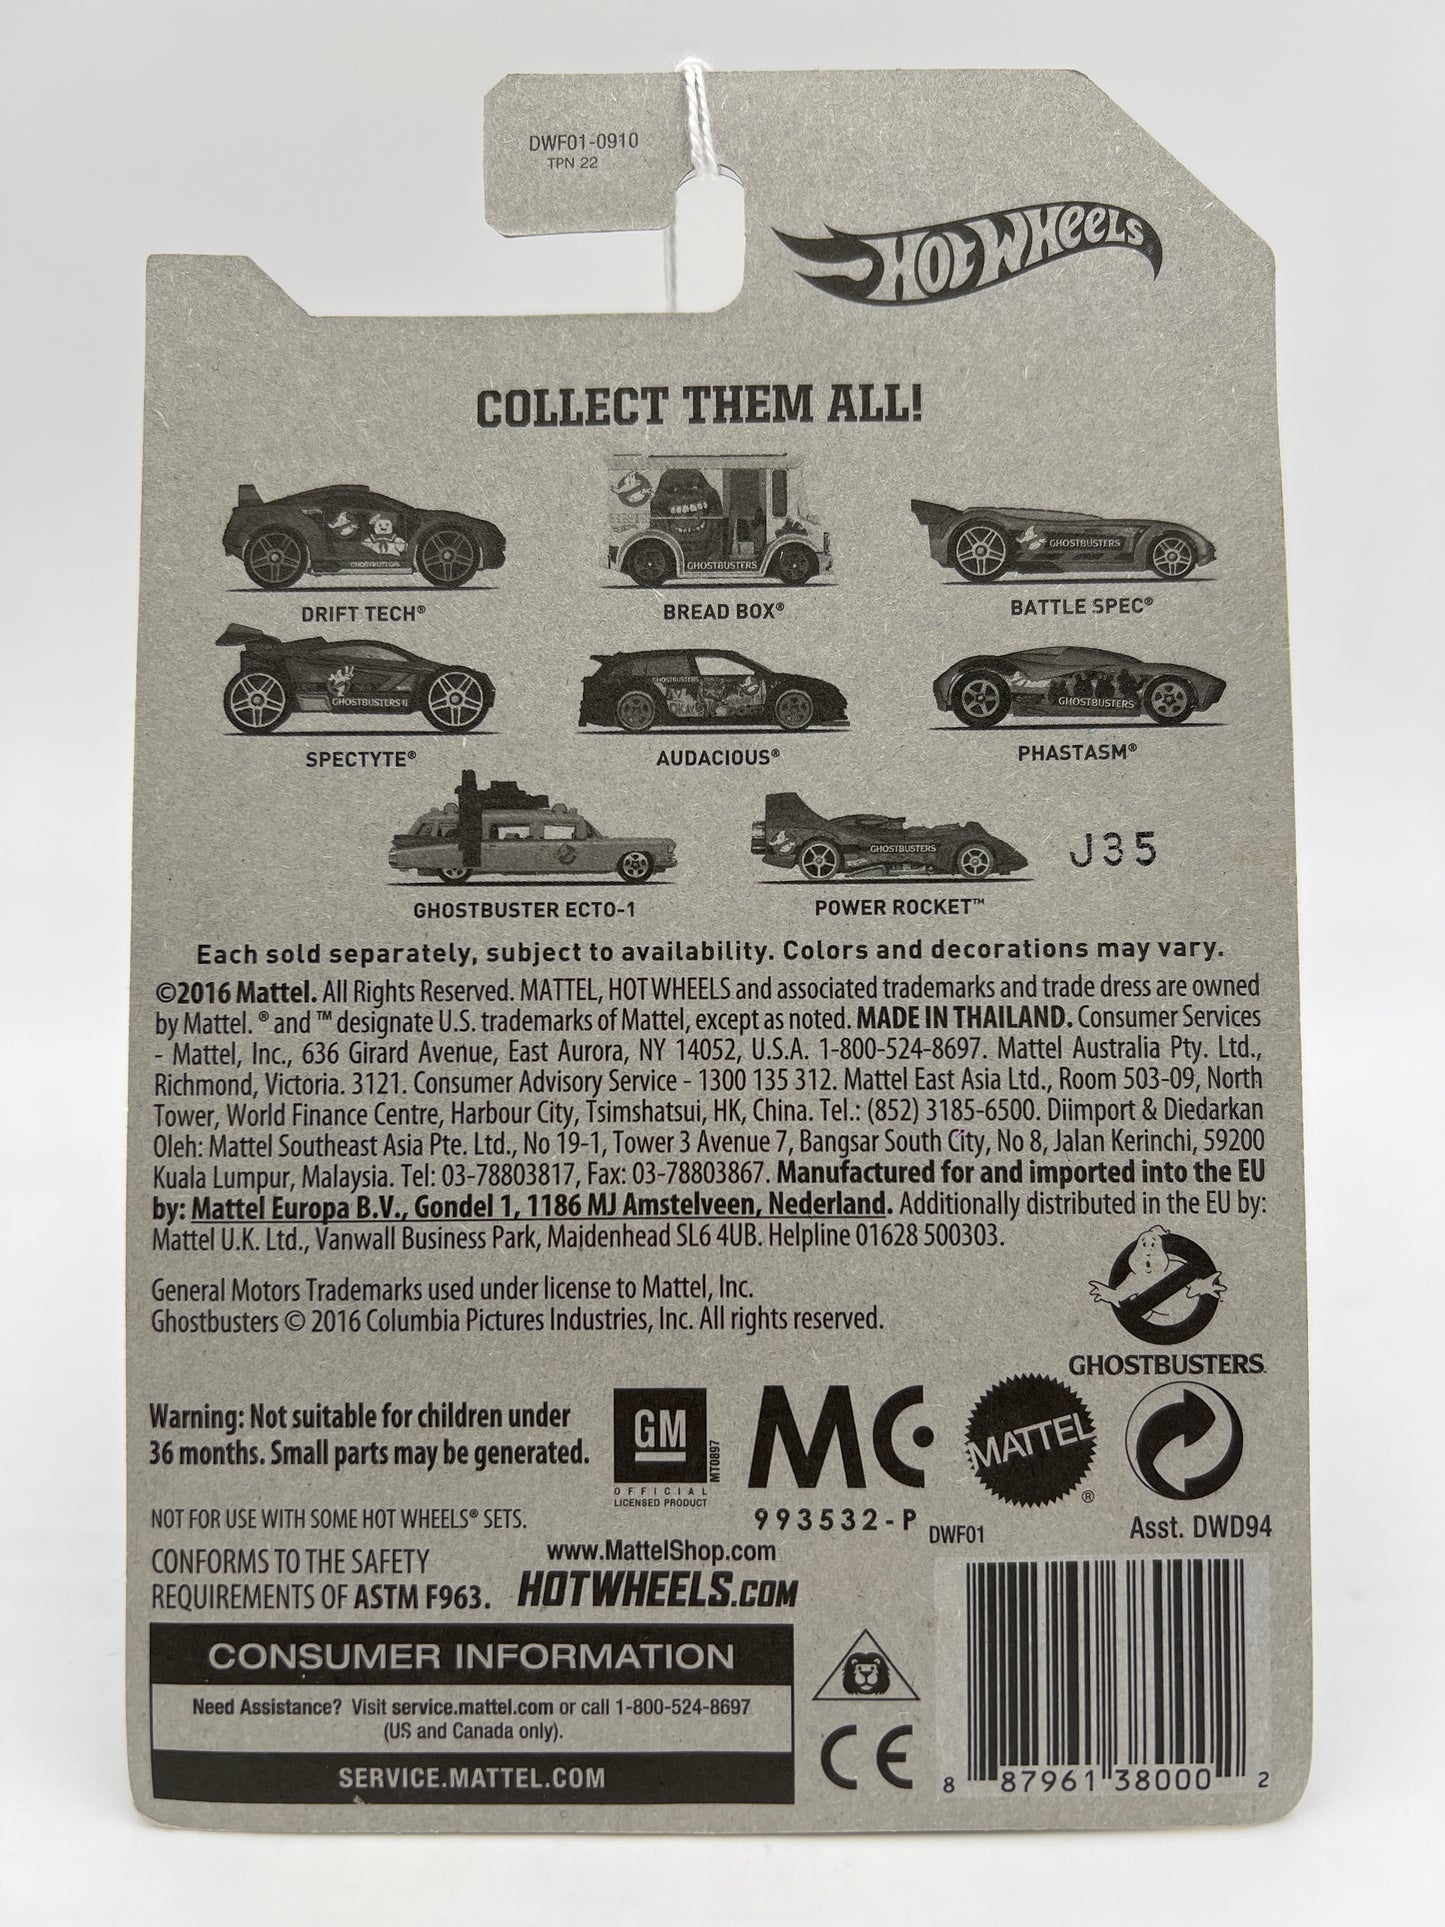 DWF01-0910
TPN 22
HOT WHEELS
COLLECT THEM ALL!
GHOSTBUSTERS
DRIFT TECH®
GHOSTBUSTERS
BREAD BOX®
GHOSTBUSTERS
BATTLE SPEC®
GHOSTBUSTERS II
SPECTYTE®
GHOSTBUSTERS
AUDACIOUS®
GHOSTBUSTERS
PHASTASM®
GHOSTBUSTER ECTO-1
GHOSTBUSTERS
POWER ROCKET™
J35
Each sold separately, subject to availability. Colors and decorations may vary.
©2016 Mattel. All Rights Reserved. MATTEL, HOT WHEELS and associated trademarks and trade dress are owned
by Mattel. ® and ™ designate U.S. trademarks of Mattel, except as noted. MADE IN THAILAND. Consumer Services
- Mattel, Inc., 636 Girard Avenue, East Aurora, NY 14052, U.S.A. 1-800-524-8697. Mattel Australia Pty. Ltd.,
Richmond, Victoria. 3121. Consumer Advisory Service - 1300 135 312. Mattel East Asia Ltd., Room 503-09, North
Tower, World Finance Centre, Harbour City, Tsimshatsui, HK, China. Tel.: (852) 3185-6500. Diimport & Diedarkan
Oleh: Mattel Southeast Asia Pte. Ltd., No 19-1, Tower 3 Avenue 7, Bangsar South City, No 8, Jalan Kerinchi, 59200
Kuala Lumpur, Malaysia. Tel: 03-78803817, Fax: 03-78803867. Manufactured for and imported into the EU
by: Mattel Europa B.V., Gondel 1, 1186 MJ Amstelveen, Nederland. Additionally distributed in the EU by:
Mattel U.K. Ltd., Vanwall Business Park, Maidenhead SL6 4UB. Helpline 01628 500303.
General Motors Trademarks used under license to Mattel, Inc.
Ghostbusters © 2016 Columbia Pictures Industries, Inc. All rights reserved.
GHOSTBUSTERS
Warning: Not suitable for children under
36 months. Small parts may be generated.
GM
MT0897
OFFICIAL
LICENSED PRODUCT
MC
993532-P
MATTEL®
DWF01
Asst. DWD94
NOT FOR USE WITH SOME HOT WHEELS® SETS.
CONFORMS TO THE SAFETY
REQUIREMENTS OF ASTM F963.
www.MattelShop.com
HOTWHEELS.COM
CONSUMER INFORMATION
Need Assistance? Visit service.mattel.com or call 1-800-524-8697
(US and Canada only).
SERVICE.MATTEL.COM
CE
8 87961 38000 2